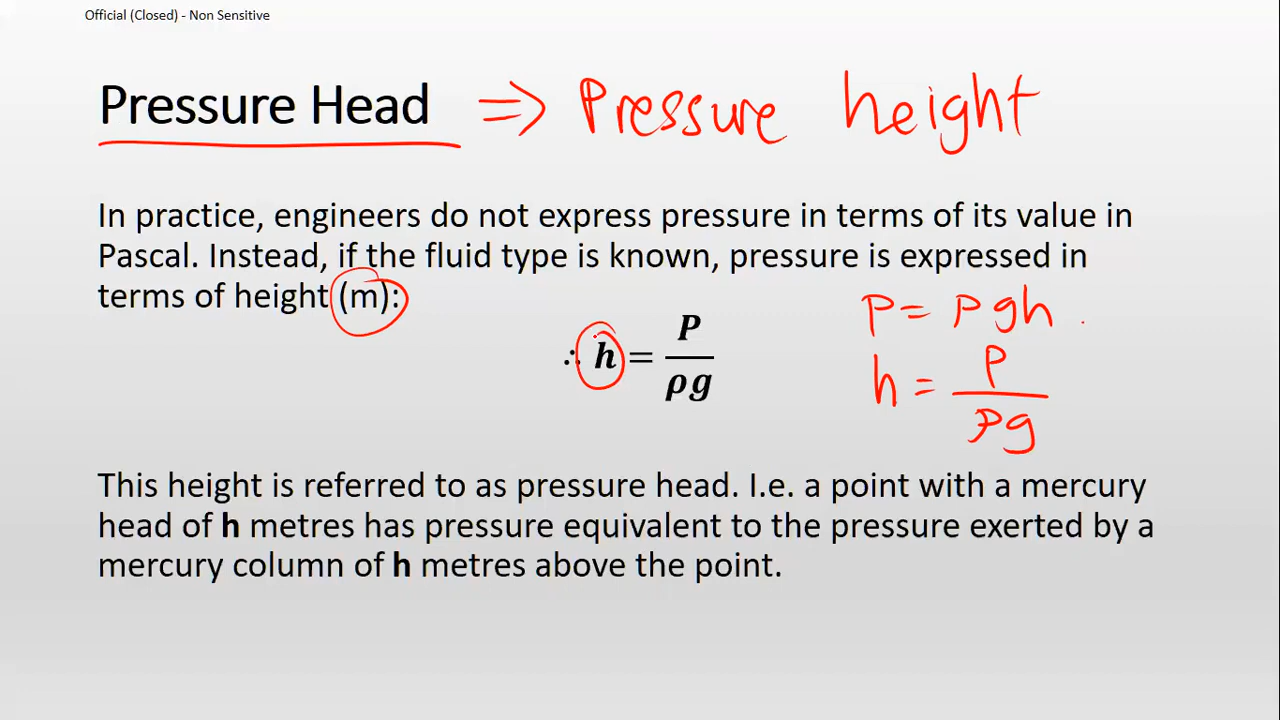 Official (Closed) - Non Sensitive
Pressure Head => Pressure height
In practice, engineers do not express pressure in terms of its value in
Pascal. Instead, if the fluid type is known, pressure is expressed in
terms of height (m):
P = ρgh
∴ h = P/ρg
h = P/ρg
This height is referred to as pressure head. I.e. a point with a mercury
head of h metres has pressure equivalent to the pressure exerted by a
mercury column of h metres above the point.